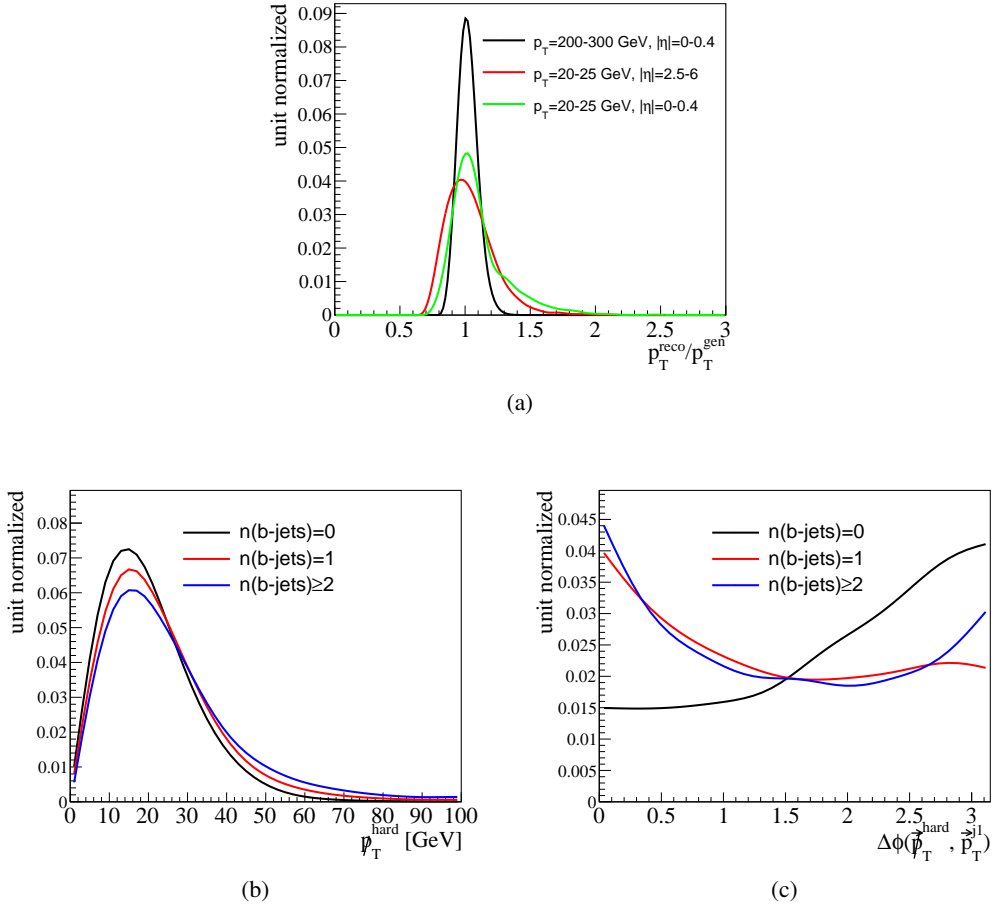 unit normalized
0.09
0.08
0.07
0.06
0.05
0.04
0.03
0.02
0.01
0
p_T=200-300 GeV, |η|=0-0.4
p_T=20-25 GeV, |η|=2.5-6
p_T=20-25 GeV, |η|=0-0.4
0 0.5 1 1.5 2 2.5 3
p_T^reco/p_T^gen
(a)
unit normalized
0.08
0.07
0.06
0.05
0.04
0.03
0.02
0.01
0
n(b-jets)=0
n(b-jets)=1
n(b-jets)≥2
0 10 20 30 40 50 60 70 80 90 100
p̸_T^hard [GeV]
(b)
unit normalized
0.045
0.04
0.035
0.03
0.025
0.02
0.015
0.01
0.005
0
n(b-jets)=0
n(b-jets)=1
n(b-jets)≥2
0 0.5 1 1.5 2 2.5 3
Δϕ(p̸⃗_T^hard, p⃗_T^j1)
(c)